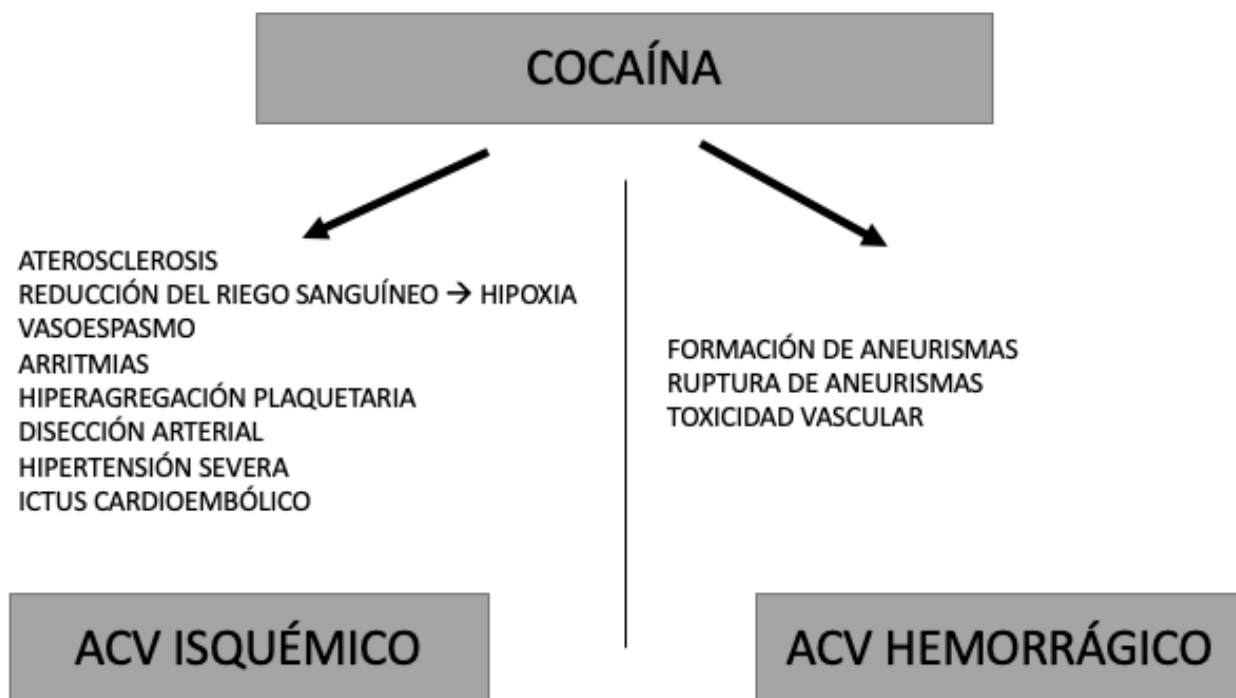 COCAÍNA
ATEROSCLEROSIS
REDUCCIÓN DEL RIEGO SANGUÍNEO → HIPOXIA
VASOESPASMO
ARRITMIAS
HIPERAGREGACIÓN PLAQUETARIA
DISECCIÓN ARTERIAL
HIPERTENSIÓN SEVERA
ICTUS CARDIOEMBÓLICO
ACV ISQUÉMICO
FORMACIÓN DE ANEURISMAS
RUPTURA DE ANEURISMAS
TOXICIDAD VASCULAR
ACV HEMORRÁGICO